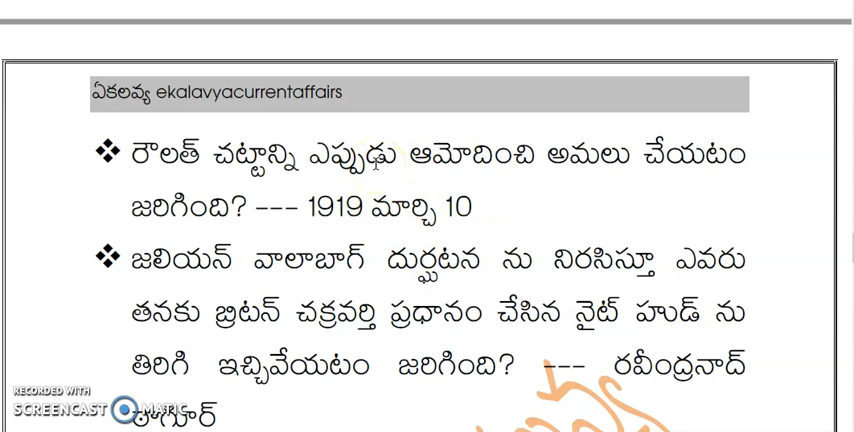 ఏకలవ్య ekalavyacurrentaffairs
❖ రౌలత్ చట్టాన్ని ఎప్పుడు ఆమోదించి అమలు చేయటం
జరిగింది? --- 1919 మార్చి 10
❖ జలియన్ వాలాబాగ్ దుర్ఘటన ను నిరసిస్తూ ఎవరు
తనకు బ్రిటన్ చక్రవర్తి ప్రధానం చేసిన నైట్ హుడ్ ను
తిరిగి ఇచ్చివేయటం జరిగింది? --- రవీంద్రనాద్
RECORDED WITH
SCREENCAST MATIC
ఠాగూర్